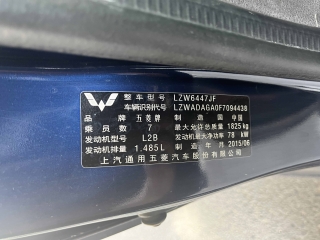 整车型号 LZW6447JF
车辆识别代号 LZWADAGA0F7094438
品牌 五菱牌 制造国 中国
乘员数 7 最大允许总质量 1825 kg
发动机型号 L2B 发动机最大净功率 78 kW
发动机排量 1.485L 制造年月 2015/06
上汽通用五菱汽车股份有限公司